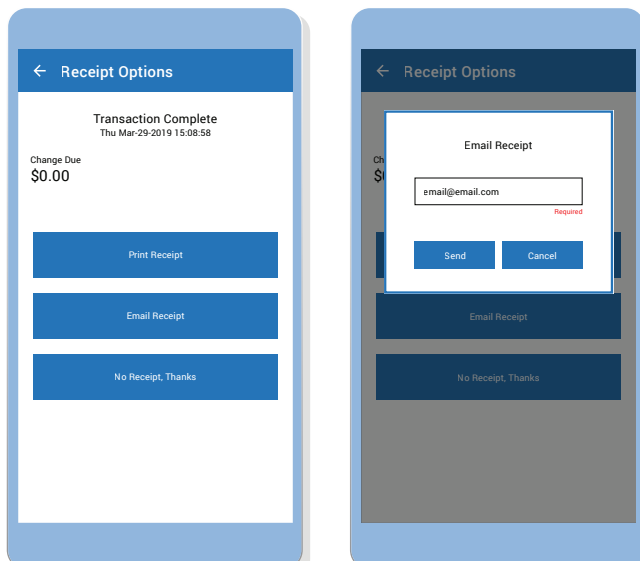 Receipt Options
Transaction Complete
Thu Mar-29-2019 15:08:58
Change Due
$0.00
Print Receipt
Email Receipt
No Receipt, Thanks
Receipt Options
Ch
$
Email Receipt
email@email.com
Required
Send
Cancel
Email Receipt
No Receipt, Thanks